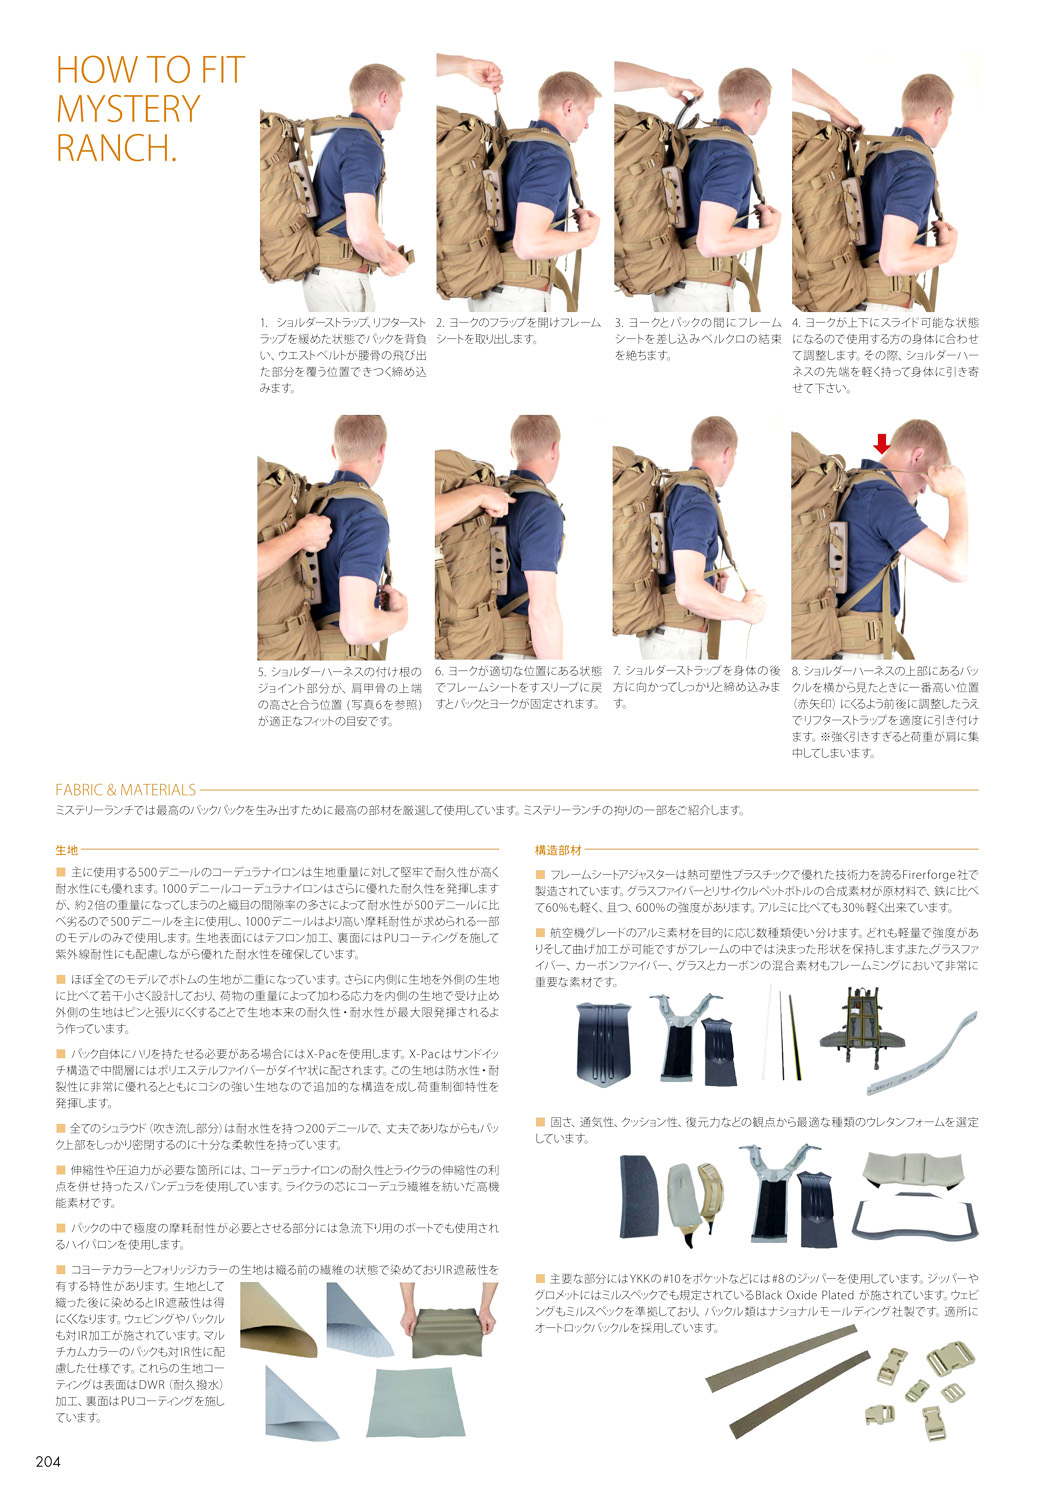 HOW TO FIT
MYSTERY
RANCH.
1. ショルダーストラップ、リフタースト
ラップを緩めた状態でパックを背負
い、ウエストベルトが腰骨の飛び出
た部分を覆う位置できつく締め込
みます。
2. ヨークのフラップを開けフレーム
シートを取り出します。
3. ヨークとパックの間にフレーム
シートを差し込みベルクロの結束
を絶ちます。
4. ヨークが上下にスライド可能な状態
になるので使用する方の身体に合わせ
て調整します。その際、ショルダーハー
ネスの先端を軽く持って身体に引き寄
せて下さい。
5. ショルダーハーネスの付け根の
ジョイント部分が、肩甲骨の上端
の高さと合う位置 (写真6を参照)
が適正なフィットの目安です。
6. ヨークが適切な位置にある状態
でフレームシートをすスリーブに戻
すとパックとヨークが固定されます。
7. ショルダーストラップを身体の後
方に向かってしっかりと締め込みま
す。
8. ショルダーハーネスの上部にあるバッ
クルを横から見たときに一番高い位置
(赤矢印) にくるよう前後に調整したうえ
でリフターストラップを適度に引き付け
ます。※強く引きすぎると荷重が肩に集
中してしまいます。
FABRIC & MATERIALS
ミステリーランチでは最高のバックパックを生み出すために最高の部材を厳選して使用しています。ミステリーランチの拘りの一部をご紹介します。
生地
■ 主に使用する500デニールのコーデュラナイロンは生地重量に対して堅牢で耐久性が高く
耐水性にも優れます。1000デニールコーデュラナイロンはさらに優れた耐久性を発揮します
が、約2倍の重量になってしまうのと織目の間隙率の多さによって耐水性が500デニールに比
べ劣るので500デニールを主に使用し、1000デニールはより高い摩耗耐性が求められる一部
のモデルのみで使用します。生地表面にはテフロン加工、裏面にはPUコーティングを施して
紫外線耐性にも配慮しながら優れた耐水性を確保しています。
■ ほぼ全てのモデルでボトムの生地が二重になっています。さらに内側に生地を外側の生地
に比べて若干小さく設計しており、荷物の重量によって加わる応力を内側の生地で受け止め
外側の生地はピンと張りにくくすることで生地本来の耐久性・耐水性が最大限発揮されるよ
う作っています。
■ パック自体にハリを持たせる必要がある場合にはX-Pacを使用します。X-Pacはサンドイッ
チ構造で中間層にはポリエステルファイバーがダイヤ状に配されます。この生地は防水性・耐
裂性に非常に優れるとともにコシの強い生地なので追加的な構造を成し荷重制御特性を
発揮します。
■ 全てのシュラウド (吹き流し部分) は耐水性を持つ200デニールで、丈夫でありながらもパッ
ク上部をしっかり密閉するのに十分な柔軟性を持っています。
■ 伸縮性や圧迫力が必要な箇所には、コーデュラナイロンの耐久性とライクラの伸縮性の利
点を併せ持ったスパンデュラを使用しています。ライクラの芯にコーデュラ繊維を紡いだ高機
能素材です。
■ パックの中で極度の摩耗耐性が必要とさせる部分には急流下り用のボートでも使用され
るハイパロンを使用します。
■ コヨーテカラーとフォリッジカラーの生地は織る前の繊維の状態で染めておりIR遮蔽性を
有する特性があります。生地として
織った後に染めるとIR遮蔽性は得
にくくなります。ウェビングやバックル
も対IR加工が施されています。マル
チカムカラーのパックも対IR性に配
慮した仕様です。これらの生地コー
ティングは表面はDWR (耐久撥水)
加工、裏面はPUコーティングを施し
ています。
構造部材
■ フレームシートアジャスターは熱可塑性プラスチックで優れた技術力を誇るFirerforge社で
製造されています。グラスファイバーとリサイクルペットボトルの合成素材が原材料で、鉄に比べ
て60%も軽く、且つ、600%の強度があります。アルミに比べても30%軽く出来ています。
■ 航空機グレードのアルミ素材を目的に応じ数種類使い分けます。どれも軽量で強度があ
りそして曲げ加工が可能ですがフレームの中では決まった形状を保持します。また、グラスファ
イバー、カーボンファイバー、グラスとカーボンの混合素材もフレームミングにおいて非常に
重要な素材です。
■ 固さ、通気性、クッション性、復元力などの観点から最適な種類のウレタンフォームを選定
しています。
■ 主要な部分にはYKKの#10をポケットなどには#8のジッパーを使用しています。ジッパーや
グロメットにはミルスペックでも規定されているBlack Oxide Plated が施されています。ウェビ
ングもミルスペックを準拠しており、バックル類はナショナルモールディング社製です。適所に
オートロックバックルを採用しています。
204